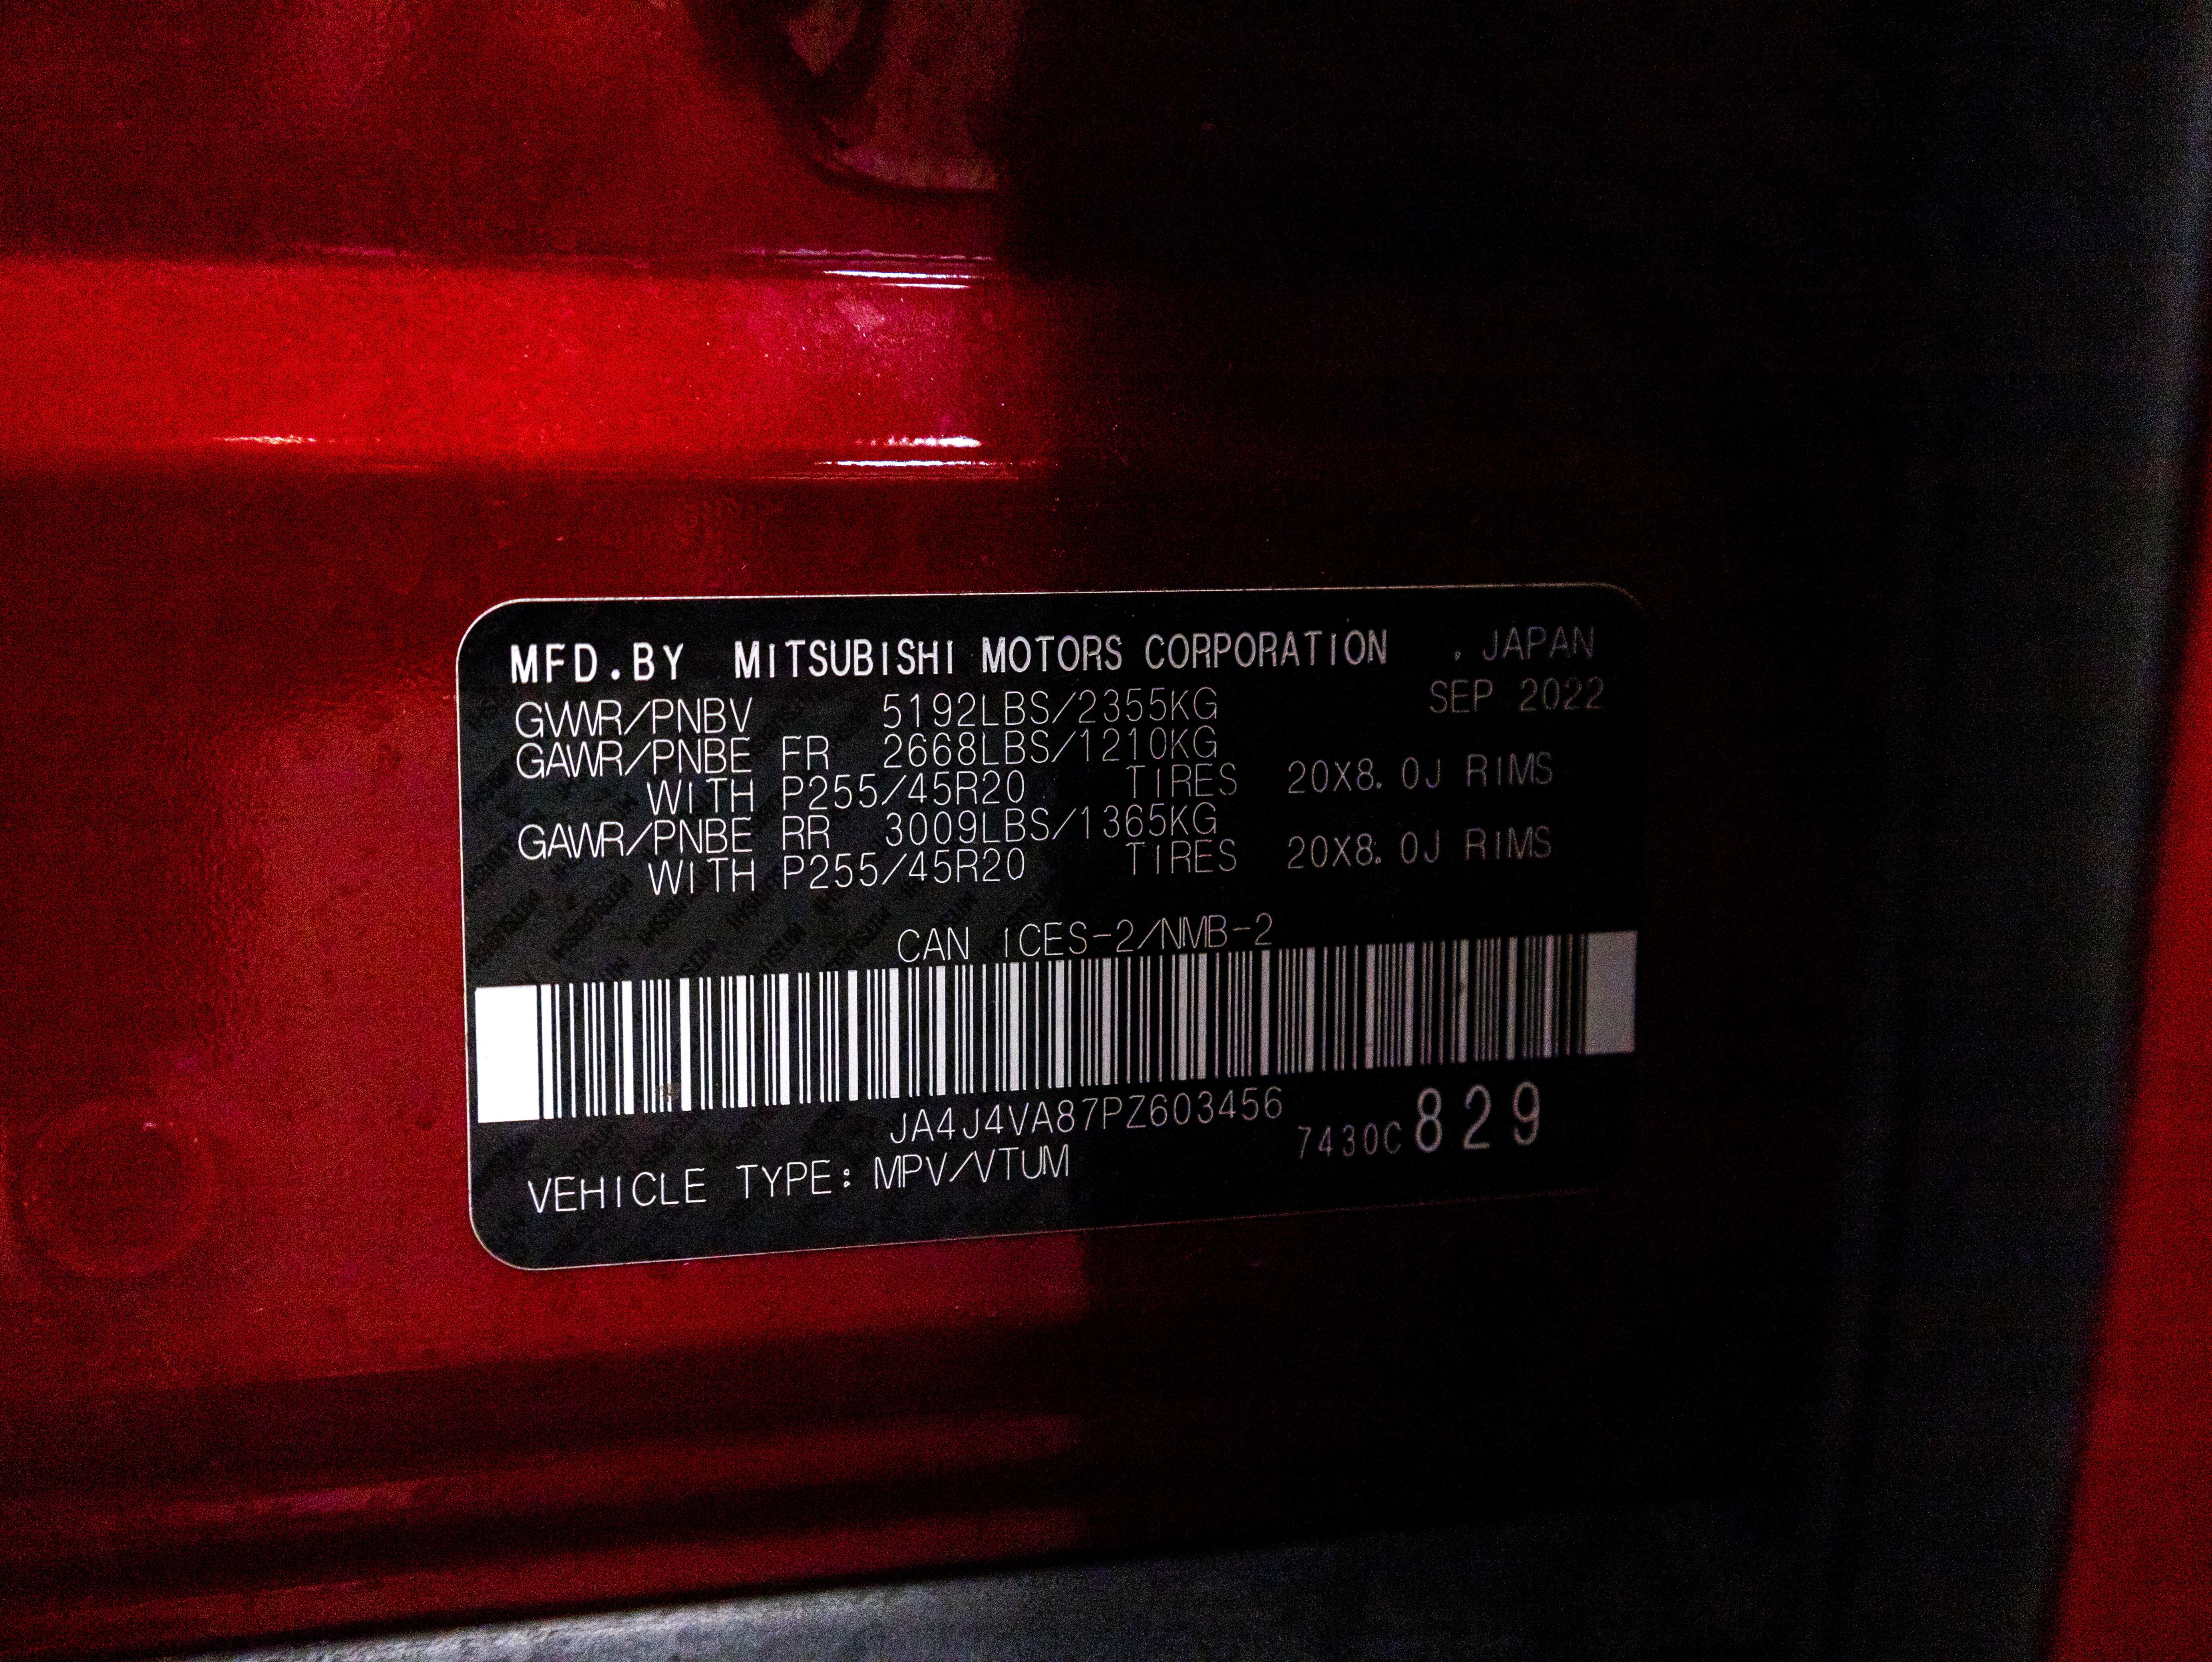 MFD.BY MITSUBISHI MOTORS CORPORATION , JAPAN
SEP 2022
GVWR/PNBV 5192LBS/2355KG
GAWR/PNBE FR 2668LBS/1210KG
WITH P255/45R20 TIRES 20X8.0J RIMS
GAWR/PNBE RR 3009LBS/1365KG
WITH P255/45R20 TIRES 20X8.0J RIMS
CAN ICES-2/NMB-2
JA4J4VA87PZ603456
7430C 829
VEHICLE TYPE: MPV/VTUM